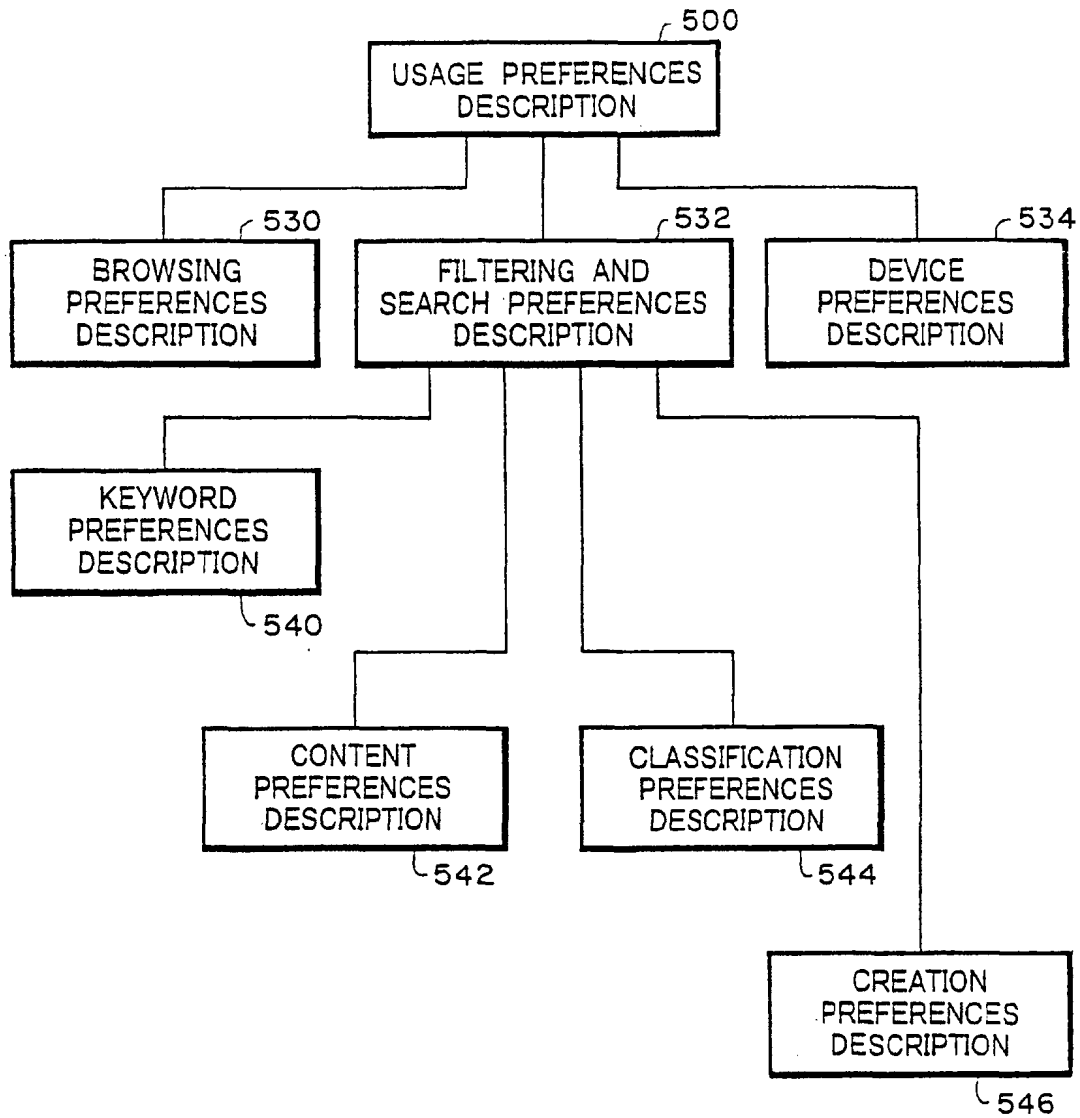 500
USAGE PREFERENCES
DESCRIPTION
530
BROWSING
PREFERENCES
DESCRIPTION
532
FILTERING AND
SEARCH PREFERENCES
DESCRIPTION
534
DEVICE
PREFERENCES
DESCRIPTION
KEYWORD
PREFERENCES
DESCRIPTION
540
CONTENT
PREFERENCES
DESCRIPTION
542
CLASSIFICATION
PREFERENCES
DESCRIPTION
544
CREATION
PREFERENCES
DESCRIPTION
546